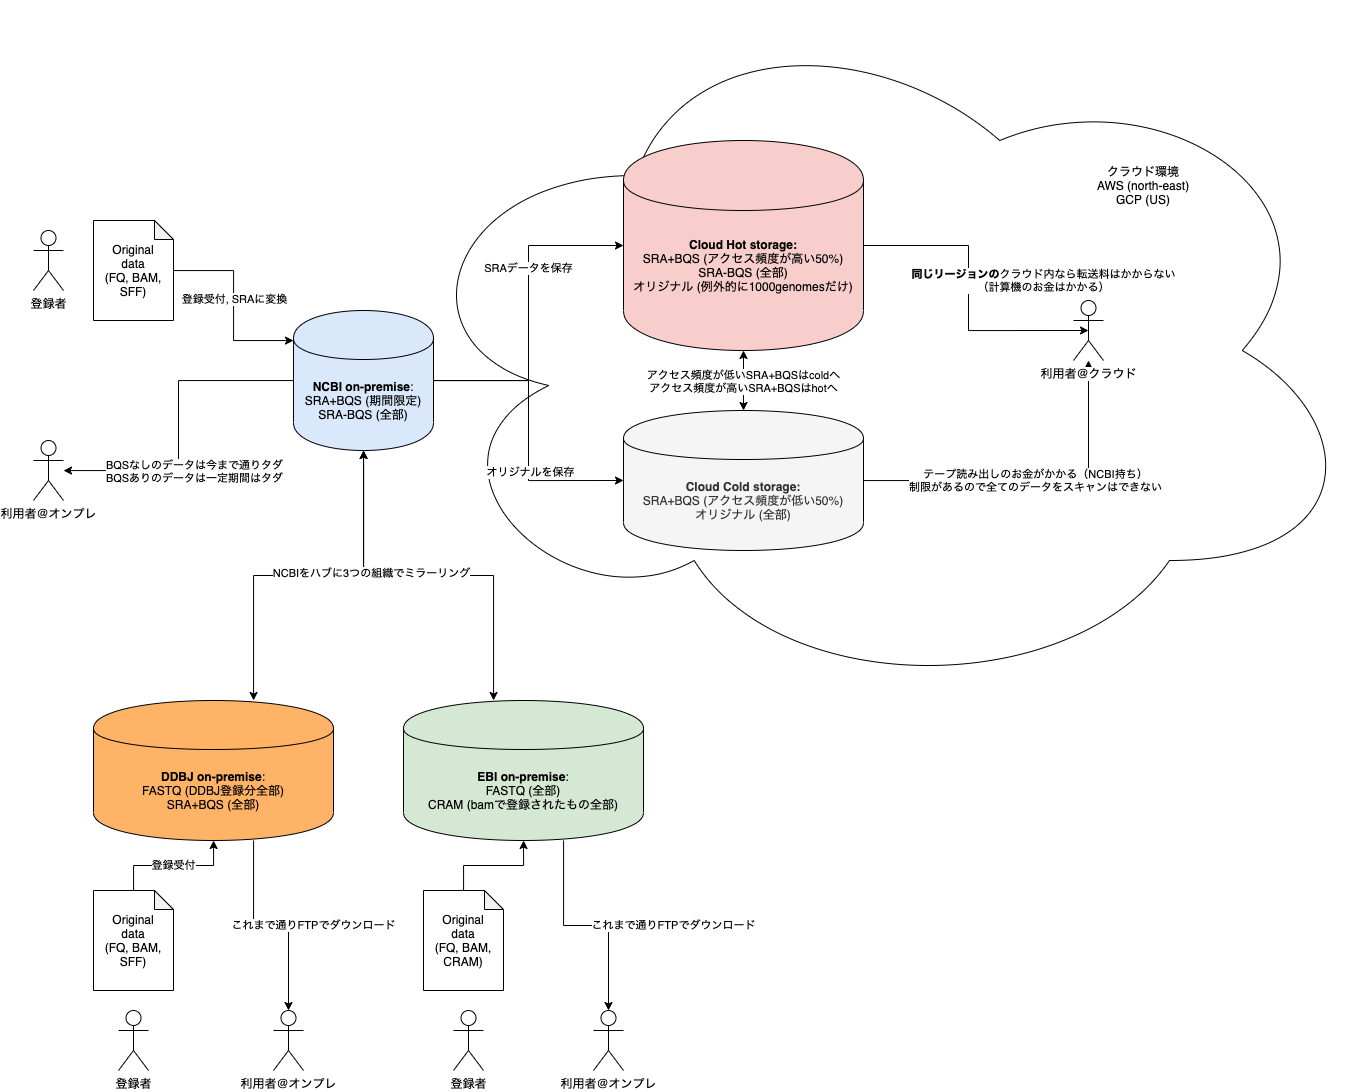 クラウド環境
AWS (north-east)
GCP (US)
Original
data
(FQ, BAM,
SFF)
登録者
登録受付, SRAに変換
SRAデータを保存
Cloud Hot storage:
SRA+BQS (アクセス頻度が高い50%)
SRA-BQS (全部)
オリジナル (例外的に1000genomesだけ)
同じリージョンのクラウド内なら転送料はかからない
（計算機のお金はかかる）
利用者@クラウド
NCBI on-premise:
SRA+BQS (期間限定)
SRA-BQS (全部)
アクセス頻度が低いSRA+BQSはcoldへ
アクセス頻度が高いSRA+BQSはhotへ
BQSなしのデータは今まで通りタダ
BQSありのデータは一定期間はタダ
利用者@オンプレ
オリジナルを保存
Cloud Cold storage:
SRA+BQS (アクセス頻度が低い50%)
オリジナル (全部)
テープ読み出しのお金がかかる（NCBI持ち）
制限があるので全てのデータをスキャンはできない
NCBIをハブに3つの組織でミラーリング
DDBJ on-premise:
FASTQ (DDBJ登録分全部)
SRA+BQS (全部)
EBI on-premise:
FASTQ (全部)
CRAM (bamで登録されたもの全部)
登録受付
Original
data
(FQ, BAM,
SFF)
これまで通りFTPでダウンロード
Original
data
(FQ, BAM,
CRAM)
これまで通りFTPでダウンロード
登録者
利用者@オンプレ
登録者
利用者@オンプレ